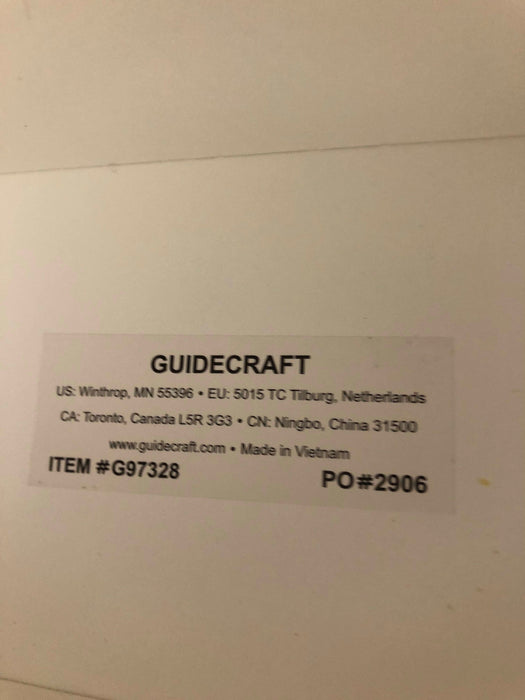 GUIDECRAFT
US: Winthrop, MN 55396 • EU: 5015 TC Tilburg, Netherlands
CA: Toronto, Canada L5R 3G3 • CN: Ningbo, China 31500
www.guidecraft.com • Made in Vietnam
ITEM #G97328 PO#2906